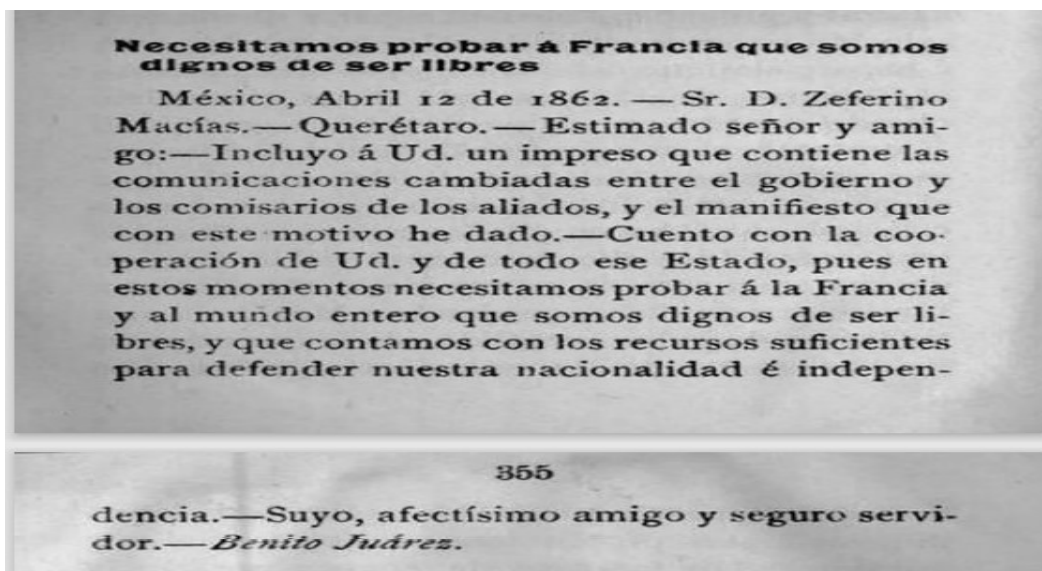 Necesitamos probar á Francia que somos
dignos de ser libres
México, Abril 12 de 1862. — Sr. D. Zeferino
Macías.— Querétaro. — Estimado señor y ami-
go:—Incluyo á Ud. un impreso que contiene las
comunicaciones cambiadas entre el gobierno y
los comisarios de los aliados, y el manifiesto que
con este motivo he dado.—Cuento con la coo-
peración de Ud. y de todo ese Estado, pues en
estos momentos necesitamos probar á la Francia
y al mundo entero que somos dignos de ser li-
bres, y que contamos con los recursos suficientes
para defender nuestra nacionalidad é indepen-
355
dencia.—Suyo, afectísimo amigo y seguro servi-
dor.—Benito Juárez.